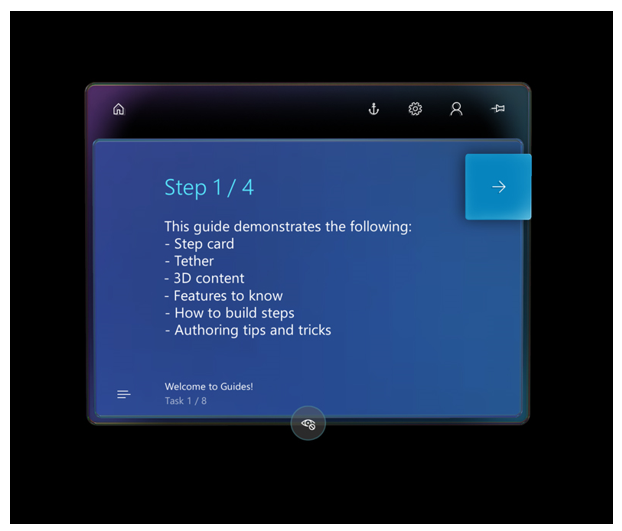 Step 1 / 4
This guide demonstrates the following:
- Step card
- Tether
- 3D content
- Features to know
- How to build steps
- Authoring tips and tricks
Welcome to Guides!
Task 1 / 8